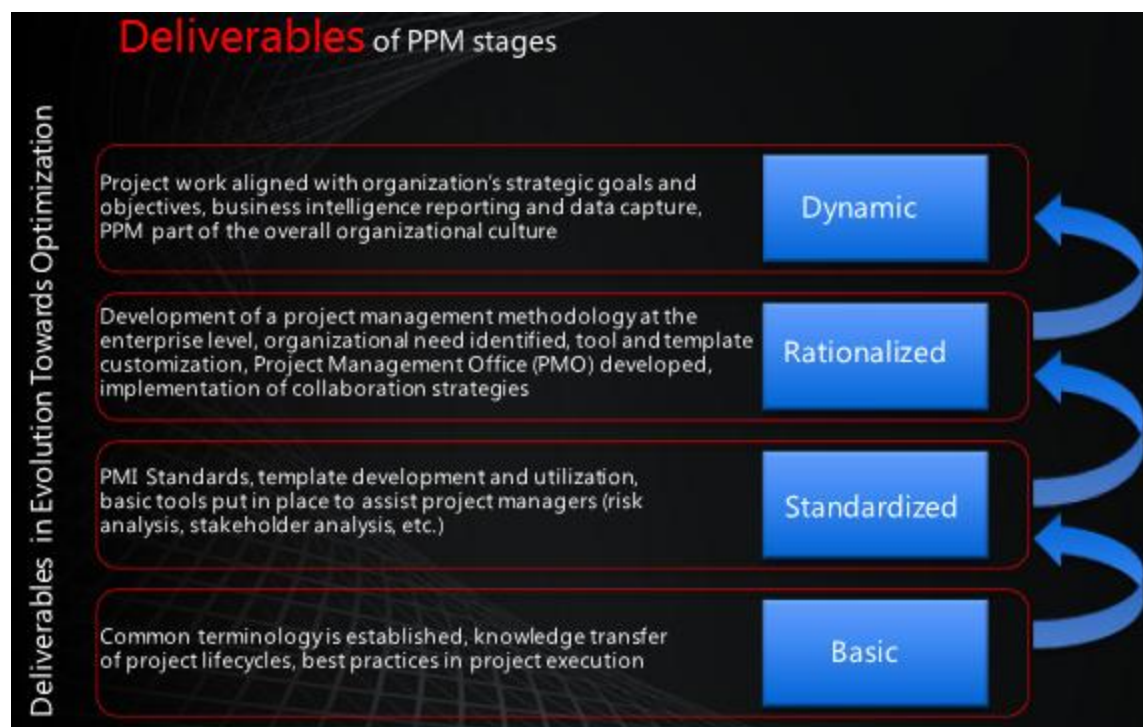 Deliverables of PPM stages
Deliverables in Evolution Towards Optimization
Project work aligned with organization's strategic goals and
objectives, business intelligence reporting and data capture,
PPM part of the overall organizational culture
Dynamic
Development of a project management methodology at the
enterprise level, organizational need identified, tool and template
customization, Project Management Office (PMO) developed,
implementation of collaboration strategies
Rationalized
PMI Standards, template development and utilization,
basic tools put in place to assist project managers (risk
analysis, stakeholder analysis, etc.)
Standardized
Common terminology is established, knowledge transfer
of project lifecycles, best practices in project execution
Basic